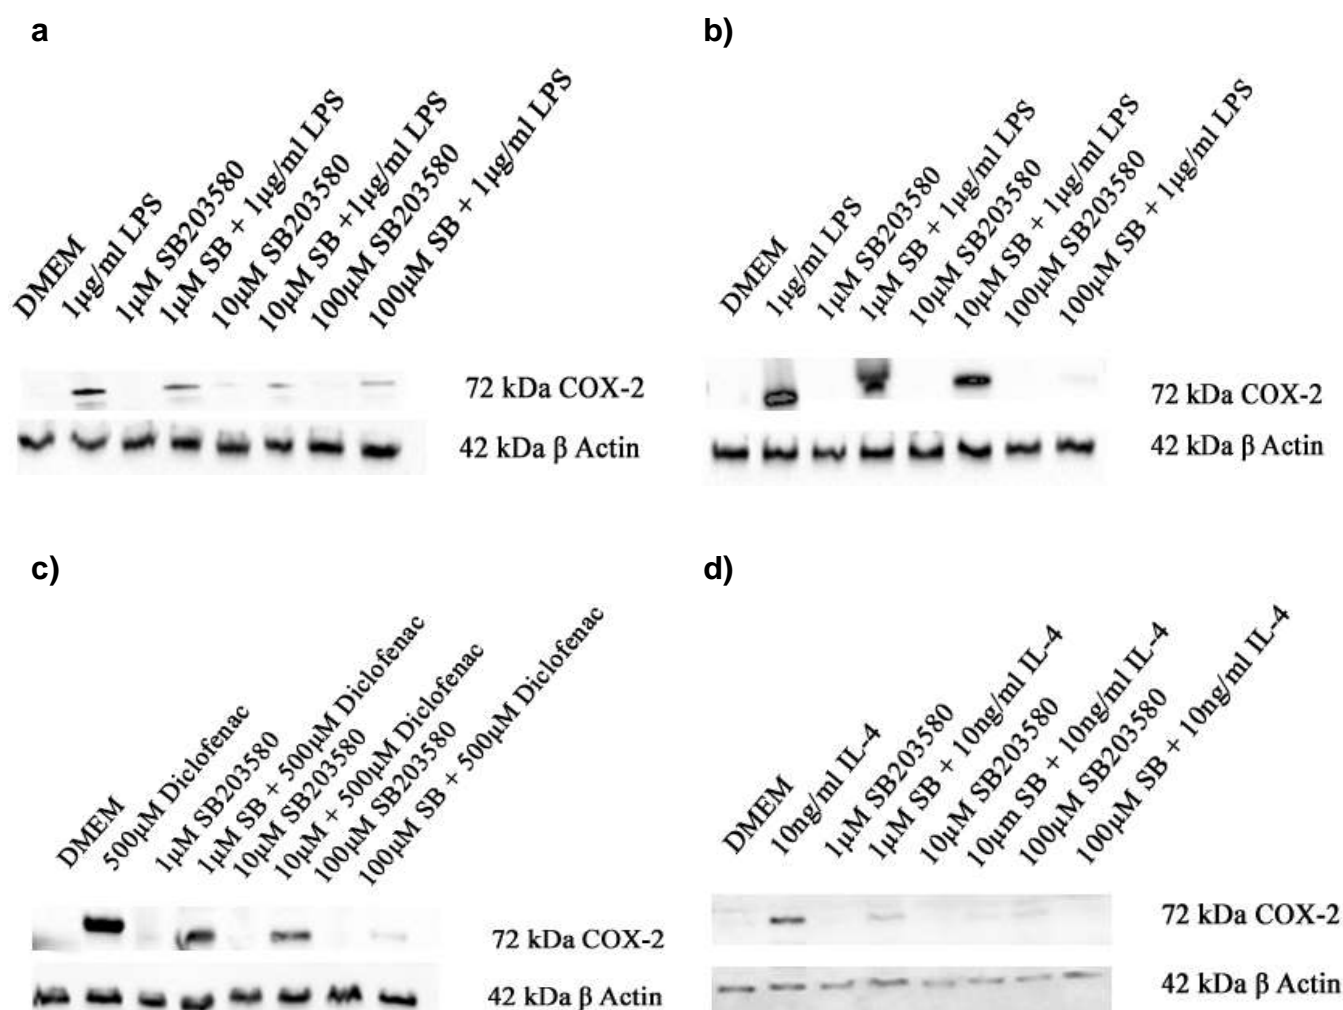 a
DMEM
1µg/ml LPS
1µM SB203580
1µM SB + 1µg/ml LPS
10µM SB203580
10µM SB +1µg/ml LPS
100µM SB203580
100µM SB + 1µg/ml LPS
72 kDa COX-2
42 kDa β Actin
b)
DMEM
1µg/ml LPS
1µM SB203580
1µM SB + 1µg/ml LPS
10µM SB203580
10µM SB + 1µg/ml LPS
100µM SB203580
100µM SB + 1µg/ml LPS
72 kDa COX-2
42 kDa β Actin
c)
DMEM
500µM Diclofenac
1µM SB203580
1µM SB + 500µM Diclofenac
10µM SB203580
10µM + 500µM Diclofenac
100µM SB203580
100µM SB + 500µM Diclofenac
72 kDa COX-2
42 kDa β Actin
d)
DMEM
10ng/ml IL-4
1µM SB203580
1µM SB + 10ng/ml IL-4
10µM SB203580
10µm SB + 10ng/ml IL-4
100µM SB203580
100µM SB + 10ng/ml IL-4
72 kDa COX-2
42 kDa β Actin